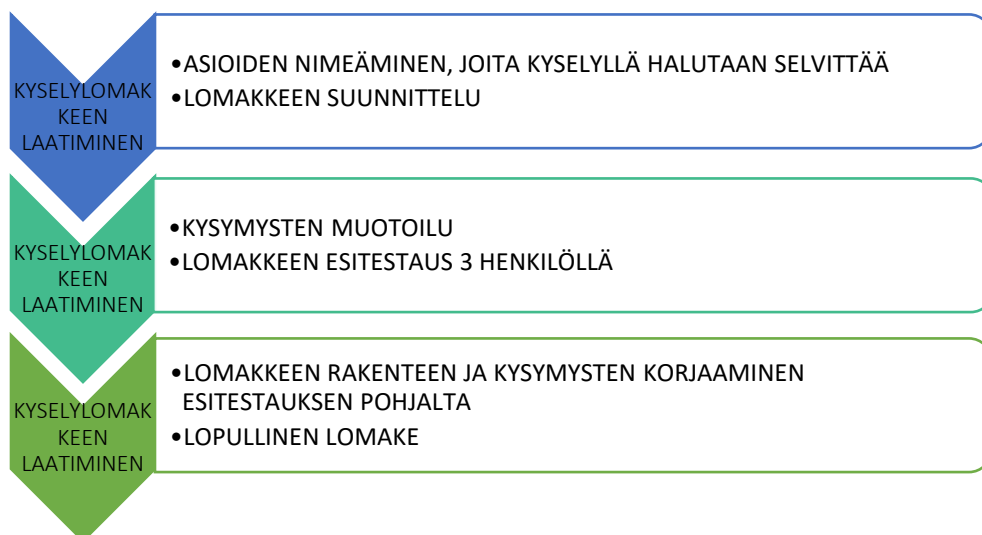 KYSELYLOMAK
KEEN
LAATIMINEN
•ASIOIDEN NIMEÄMINEN, JOITA KYSELYLLÄ HALUTAAN SELVITTÄÄ
•LOMAKKEEN SUUNNITTELU
KYSELYLOMAK
KEEN
LAATIMINEN
•KYSYMYSTEN MUOTOILU
•LOMAKKEEN ESITESTAUS 3 HENKILÖLLÄ
KYSELYLOMAK
KEEN
LAATIMINEN
•LOMAKKEEN RAKENTEEN JA KYSYMYSTEN KORJAAMINEN
ESITESTAUKSEN POHJALTA
•LOPULLINEN LOMAKE